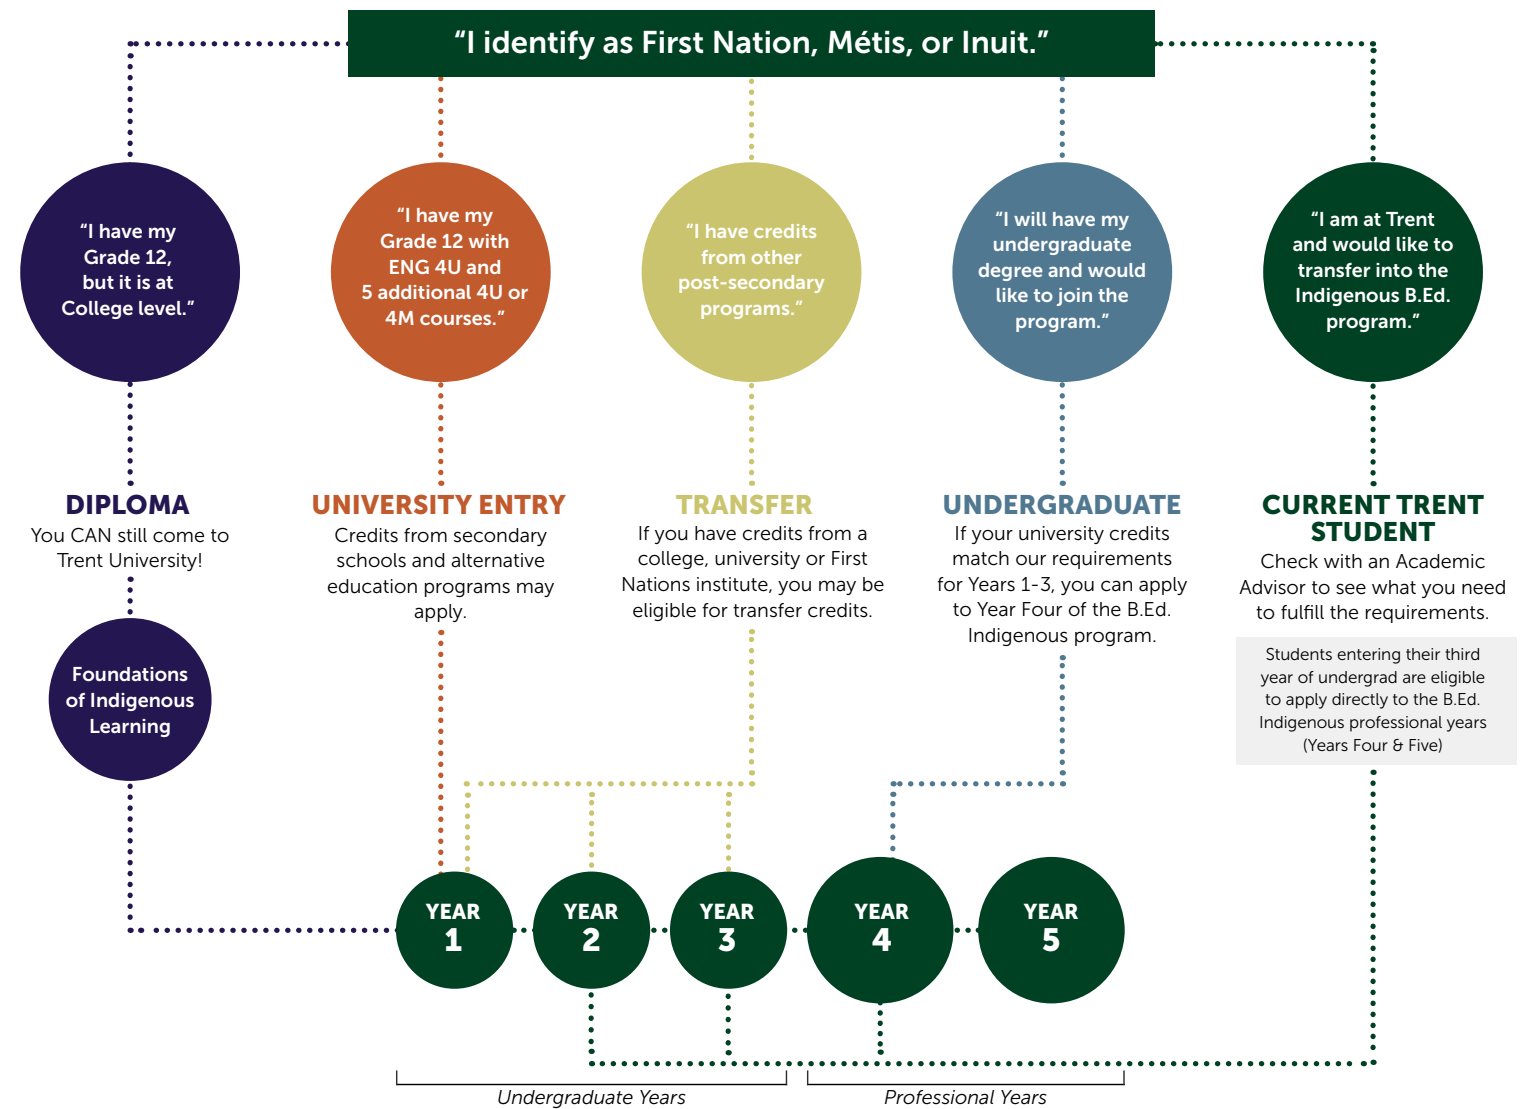 “I identify as First Nation, Métis, or Inuit.”
“I have my
Grade 12,
but it is at
College level.”
“I have my
Grade 12 with
ENG 4U and
5 additional 4U or
4M courses.”
“I have credits
from other
post-secondary
programs.”
“I will have my
undergraduate
degree and would
like to join the
program.”
“I am at Trent
and would like to
transfer into the
Indigenous B.Ed.
program.”
DIPLOMA
You CAN still come to
Trent University!
Foundations
of Indigenous
Learning
UNIVERSITY ENTRY
Credits from secondary
schools and alternative
education programs may
apply.
TRANSFER
If you have credits from a
college, university or First
Nations institute, you may be
eligible for transfer credits.
UNDERGRADUATE
If your university credits
match our requirements
for Years 1-3, you can apply
to Year Four of the B.Ed.
Indigenous program.
CURRENT TRENT
STUDENT
Check with an Academic
Advisor to see what you need
to fulfill the requirements.
Students entering their third
year of undergrad are eligible
to apply directly to the B.Ed.
Indigenous professional years
(Years Four & Five)
YEAR
1
YEAR
2
YEAR
3
YEAR
4
YEAR
5
Undergraduate Years
Professional Years